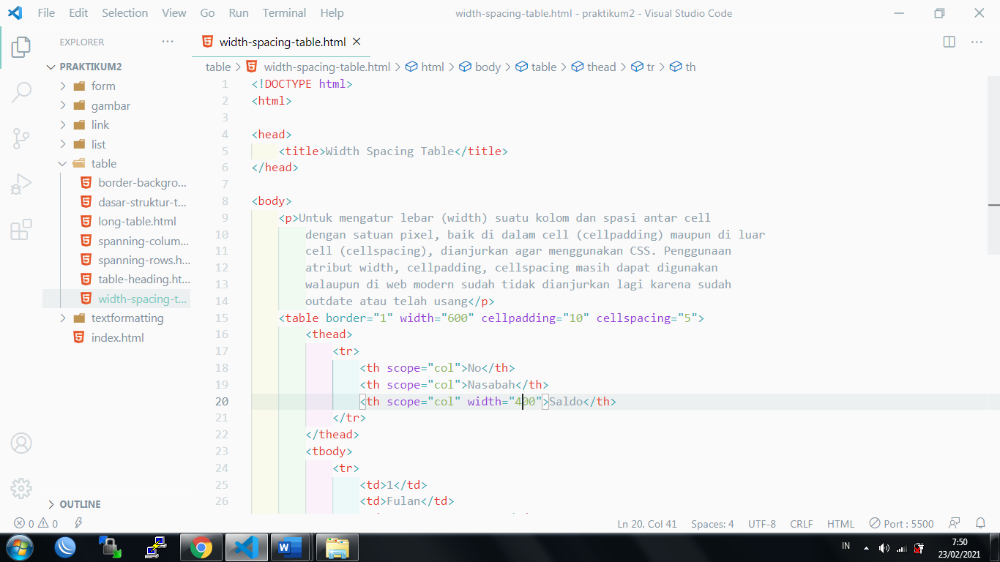 File Edit Selection View Go Run Terminal Help width-spacing-table.html - praktikum2 - Visual Studio Code
EXPLORER ··· width-spacing-table.html
table > width-spacing-table.html > html > body > table > thead > tr > th
PRAKTIKUM2
form
gambar
link
list
table
border-backgro...
dasar-struktur-t...
long-table.html
spanning-colum...
spanning-rows.h...
table-heading.ht...
width-spacing-t...
textformatting
index.html
OUTLINE
1 <!DOCTYPE html>
2 <html>
3
4 <head>
5 <title>Width Spacing Table</title>
6 </head>
7
8 <body>
9 <p>Untuk mengatur lebar (width) suatu kolom dan spasi antar cell
10 dengan satuan pixel, baik di dalam cell (cellpadding) maupun di luar
11 cell (cellspacing), dianjurkan agar menggunakan CSS. Penggunaan
12 atribut width, cellpadding, cellspacing masih dapat digunakan
13 walaupun di web modern sudah tidak dianjurkan lagi karena sudah
14 outdate atau telah usang</p>
15 <table border="1" width="600" cellpadding="10" cellspacing="5">
16 <thead>
17 <tr>
18 <th scope="col">No</th>
19 <th scope="col">Nasabah</th>
20 <th scope="col" width="400">Saldo</th>
21 </tr>
22 </thead>
23 <tbody>
24 <tr>
25 <td>1</td>
26 <td>Fulan</td>
0 0 Ln 20, Col 41 Spaces: 4 UTF-8 CRLF HTML Port : 5500
IN 7:50
23/02/2021